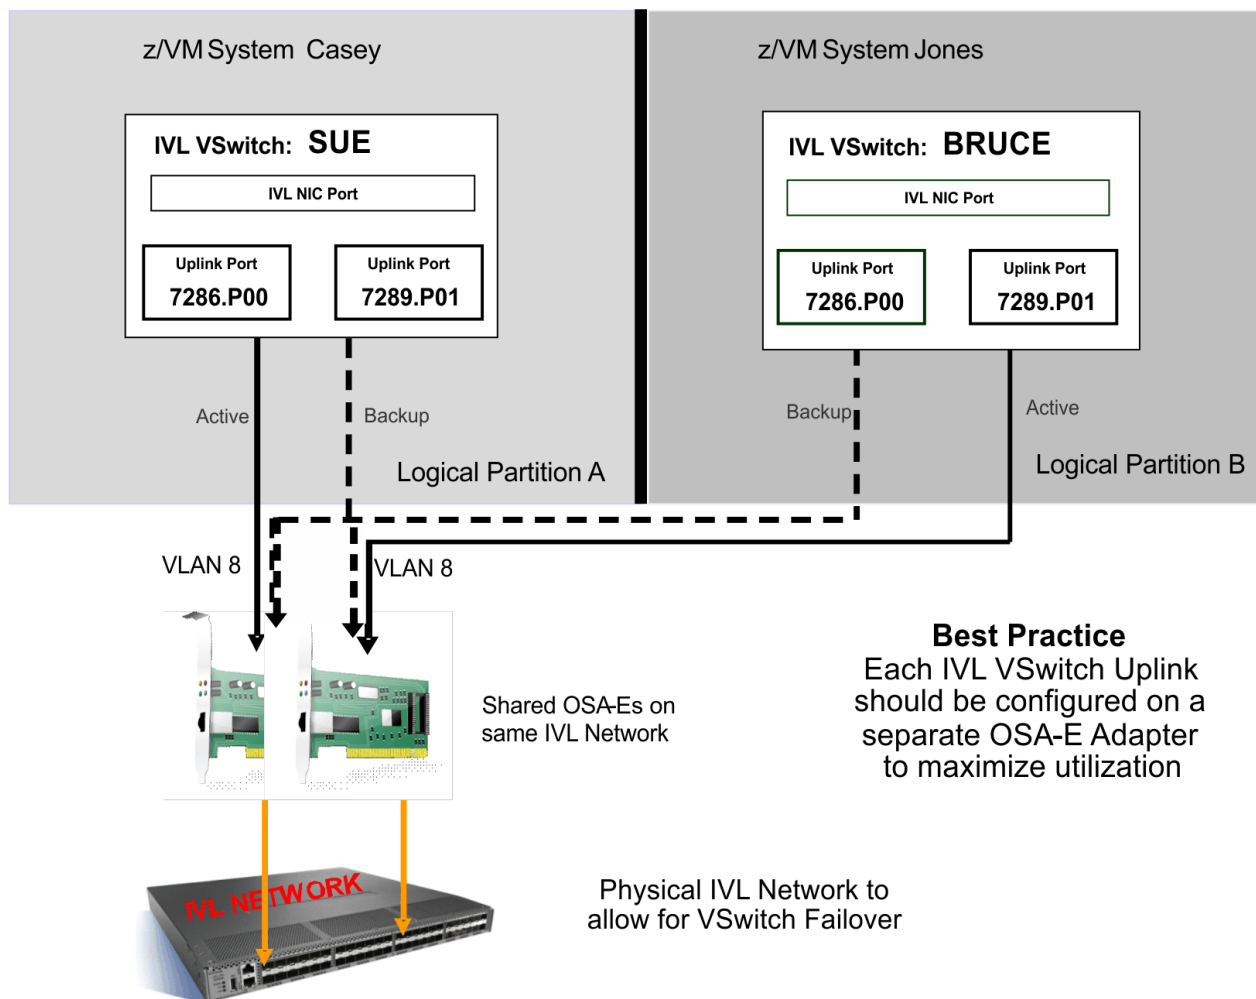 z/VM System Casey
z/VM System Jones
IVL VSwitch: SUE
IVL NIC Port
Uplink Port
7286.P00
Uplink Port
7289.P01
IVL VSwitch: BRUCE
IVL NIC Port
Uplink Port
7286.P00
Uplink Port
7289.P01
Active
Backup
Backup
Active
Logical Partition A
Logical Partition B
VLAN 8
VLAN 8
Shared OSA-Es on
same IVL Network
Best Practice
Each IVL VSwitch Uplink
should be configured on a
separate OSA-E Adapter
to maximize utilization
IVL NETWORK
Physical IVL Network to
allow for VSwitch Failover